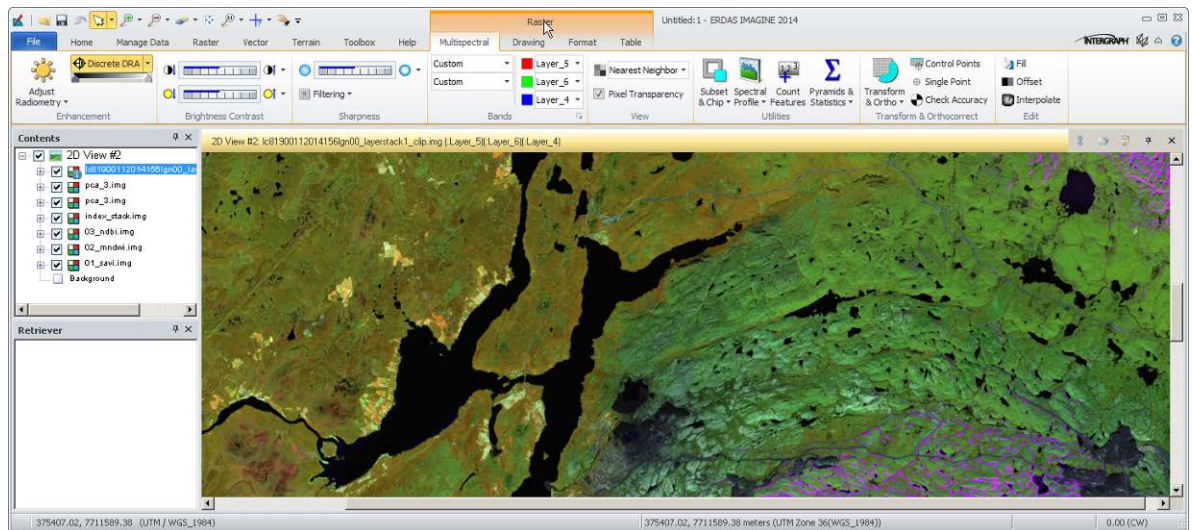 Raster
Untitled:1 - ERDAS IMAGINE 2014
File Home Manage Data Raster Vector Terrain Toolbox Help Multispectral Drawing Format Table
INTERGRAPH
Discrete DRA
Adjust Radiometry
Enhancement
Brightness Contrast
Filtering
Sharpness
Custom Layer_5
Custom Layer_6
Layer_4
Bands
Nearest Neighbor
Pixel Transparency
View
Subset & Chip
Spectral Profile
Count Features
Pyramids & Statistics
Utilities
Transform & Ortho
Control Points
Single Point
Check Accuracy
Transform & Orthocorrect
Fill
Offset
Interpolate
Edit
Contents
2D View #2
lc81900112014156lgn00_la
pca_3.img
pca_3.img
index_stack.img
03_ndbi.img
02_mndwi.img
01_savi.img
Background
Retriever
2D View #2: lc81900112014156lgn00_layerstack1_clip.img (:Layer_5)(:Layer_6)(:Layer_4)
375407.02, 7711589.38 (UTM / WGS_1984)
375407.02, 7711589.38 meters (UTM Zone 36(WGS_1984))
0.00 (CW)